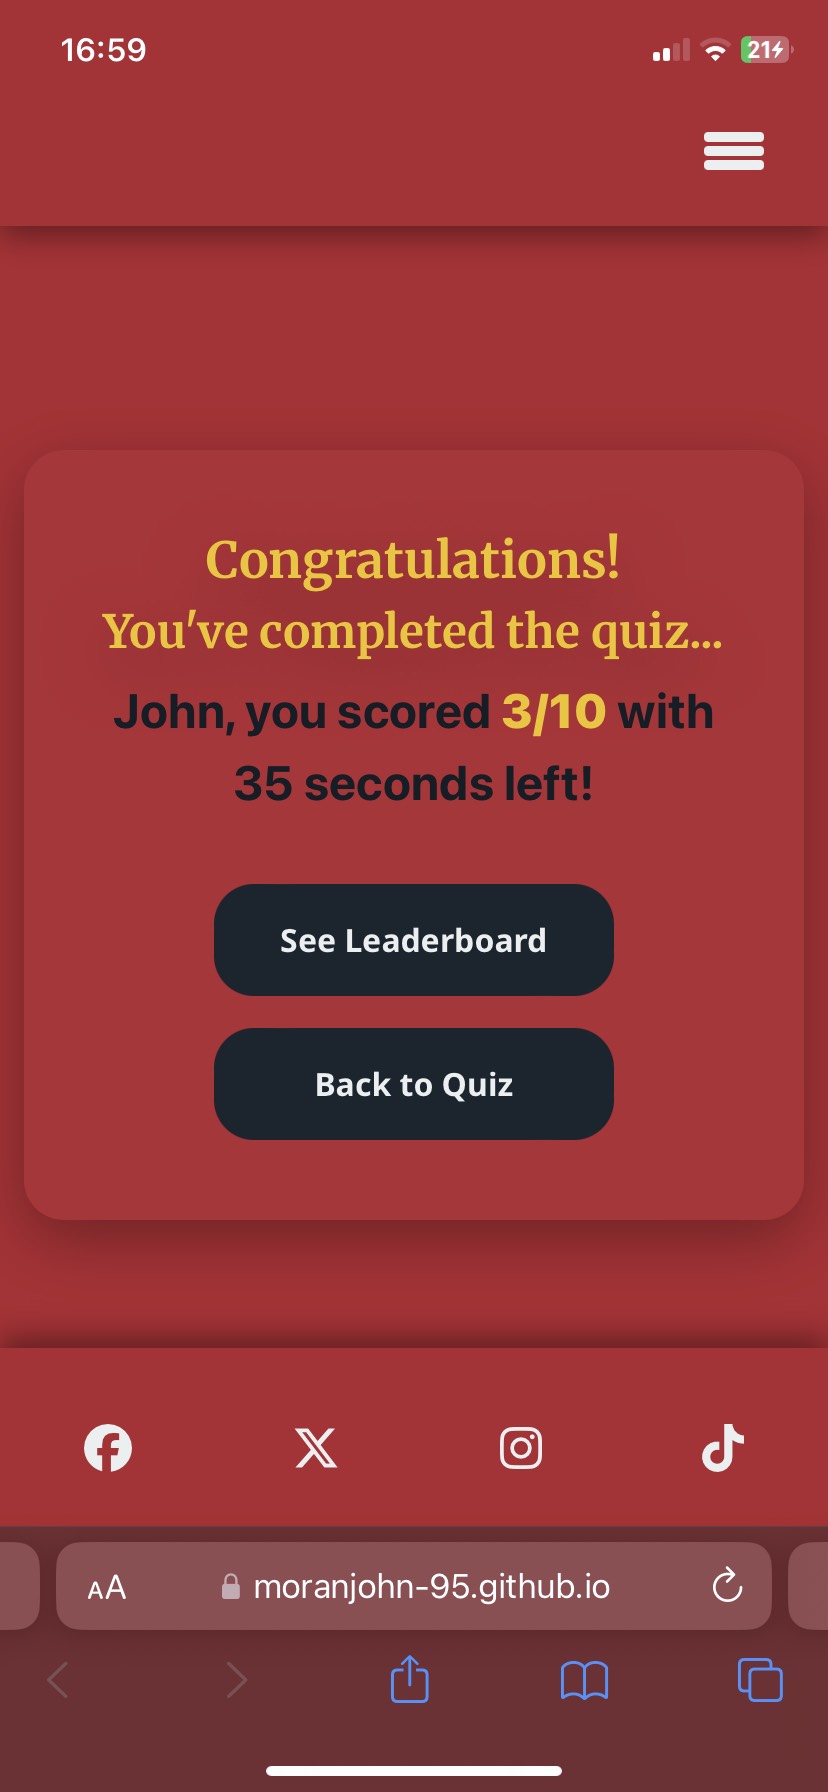 16:59
21
Congratulations!
You've completed the quiz...
John, you scored 3/10 with
35 seconds left!
See Leaderboard
Back to Quiz
AA moranjohn-95.github.io